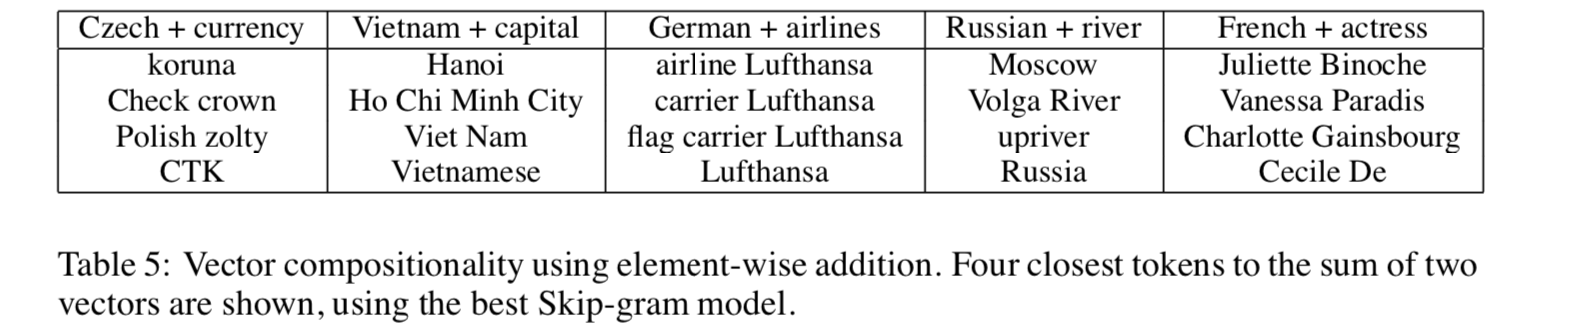 Czech + currency Vietnam + capital German + airlines Russian + river French + actress
koruna Hanoi airline Lufthansa Moscow Juliette Binoche
Check crown Ho Chi Minh City carrier Lufthansa Volga River Vanessa Paradis
Polish zolty Viet Nam flag carrier Lufthansa upriver Charlotte Gainsbourg
CTK Vietnamese Lufthansa Russia Cecile De
Table 5: Vector compositionality using element-wise addition. Four closest tokens to the sum of two
vectors are shown, using the best Skip-gram model.